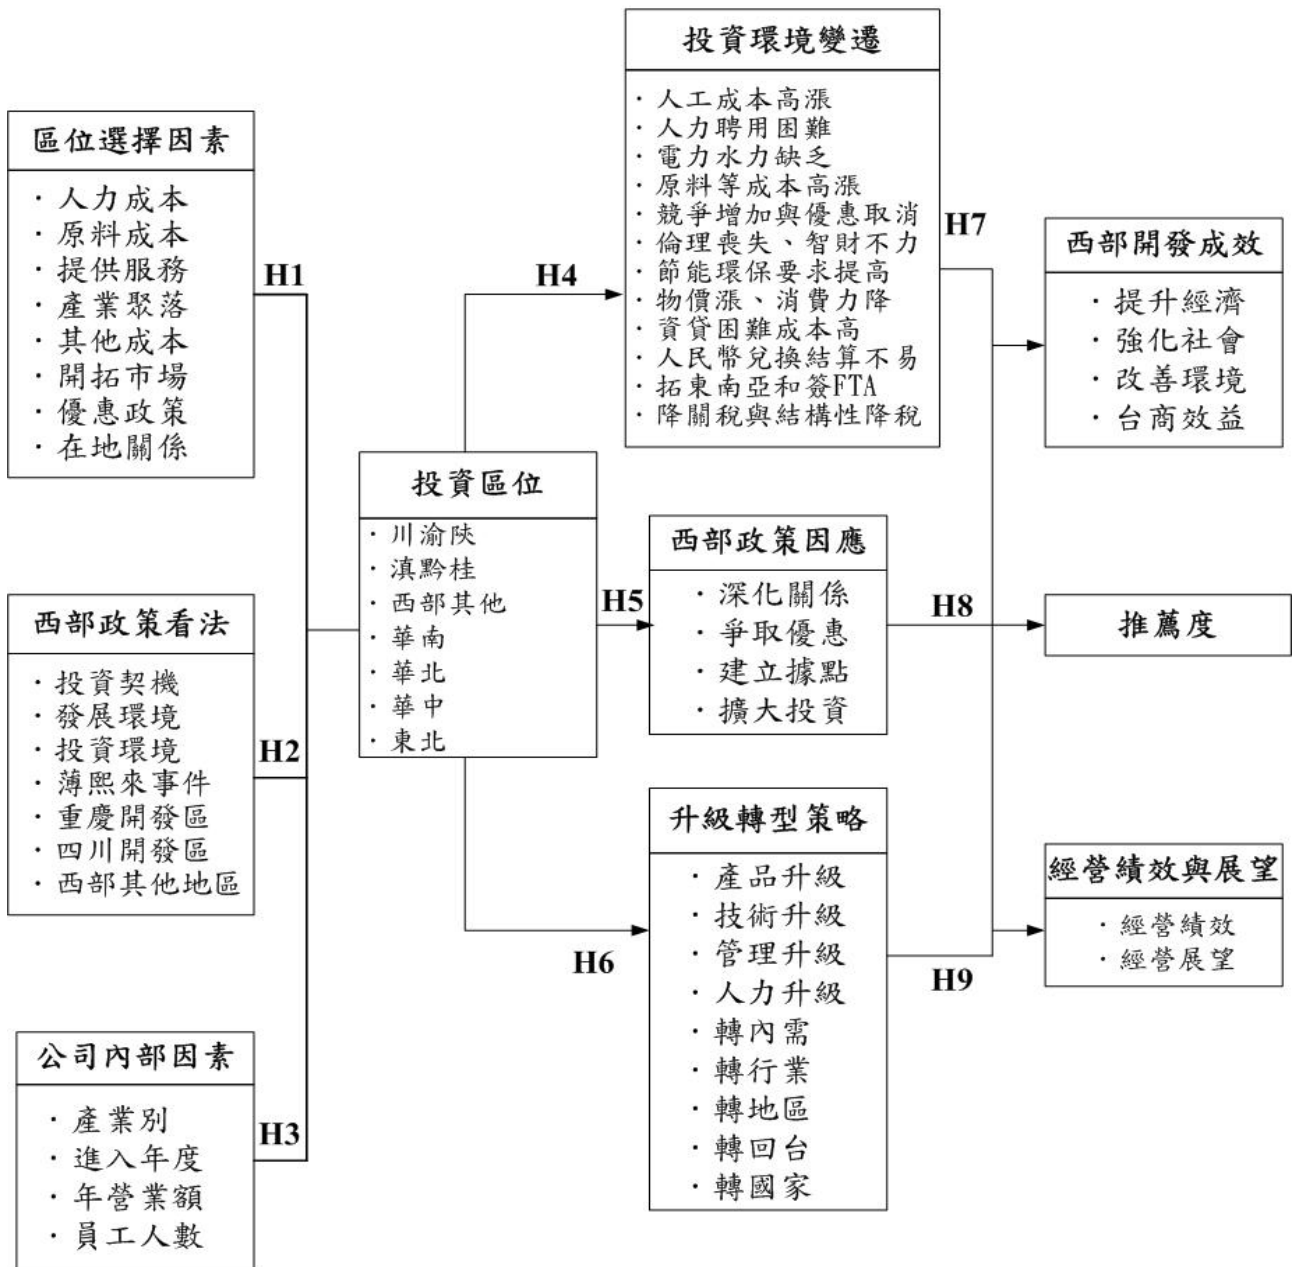 區位選擇因素
·人力成本
·原料成本
·提供服務
·產業聚落
·其他成本
·開拓市場
·優惠政策
·在地關係
H1
西部政策看法
·投資契機
·發展環境
·投資環境
·薄熙來事件
·重慶開發區
·四川開發區
·西部其他地區
H2
公司內部因素
·產業別
·進入年度
·年營業額
·員工人數
H3
投資區位
·川渝陝
·滇黔桂
·西部其他
·華南
·華北
·華中
·東北
H4
H5
H6
投資環境變遷
·人工成本高漲
·人力聘用困難
·電力水力缺乏
·原料等成本高漲
·競爭增加與優惠取消
·倫理喪失、智財不力
·節能環保要求提高
·物價漲、消費力降
·資貸困難成本高
·人民幣兌換結算不易
·拓東南亞和簽FTA
·降關稅與結構性降稅
H7
西部政策因應
·深化關係
·爭取優惠
·建立據點
·擴大投資
H8
升級轉型策略
·產品升級
·技術升級
·管理升級
·人力升級
·轉內需
·轉行業
·轉地區
·轉回台
·轉國家
H9
西部開發成效
·提升經濟
·強化社會
·改善環境
·台商效益
推薦度
經營績效與展望
·經營績效
·經營展望